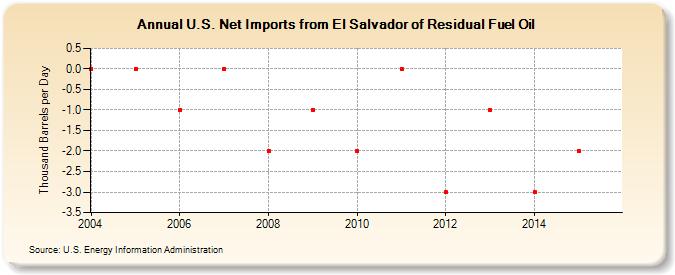 Annual U.S. Net Imports from El Salvador of Residual Fuel Oil
Thousand Barrels per Day
0.5
0.0
-0.5
-1.0
-1.5
-2.0
-2.5
-3.0
-3.5
2004 2006 2008 2010 2012 2014
Source: U.S. Energy Information Administration